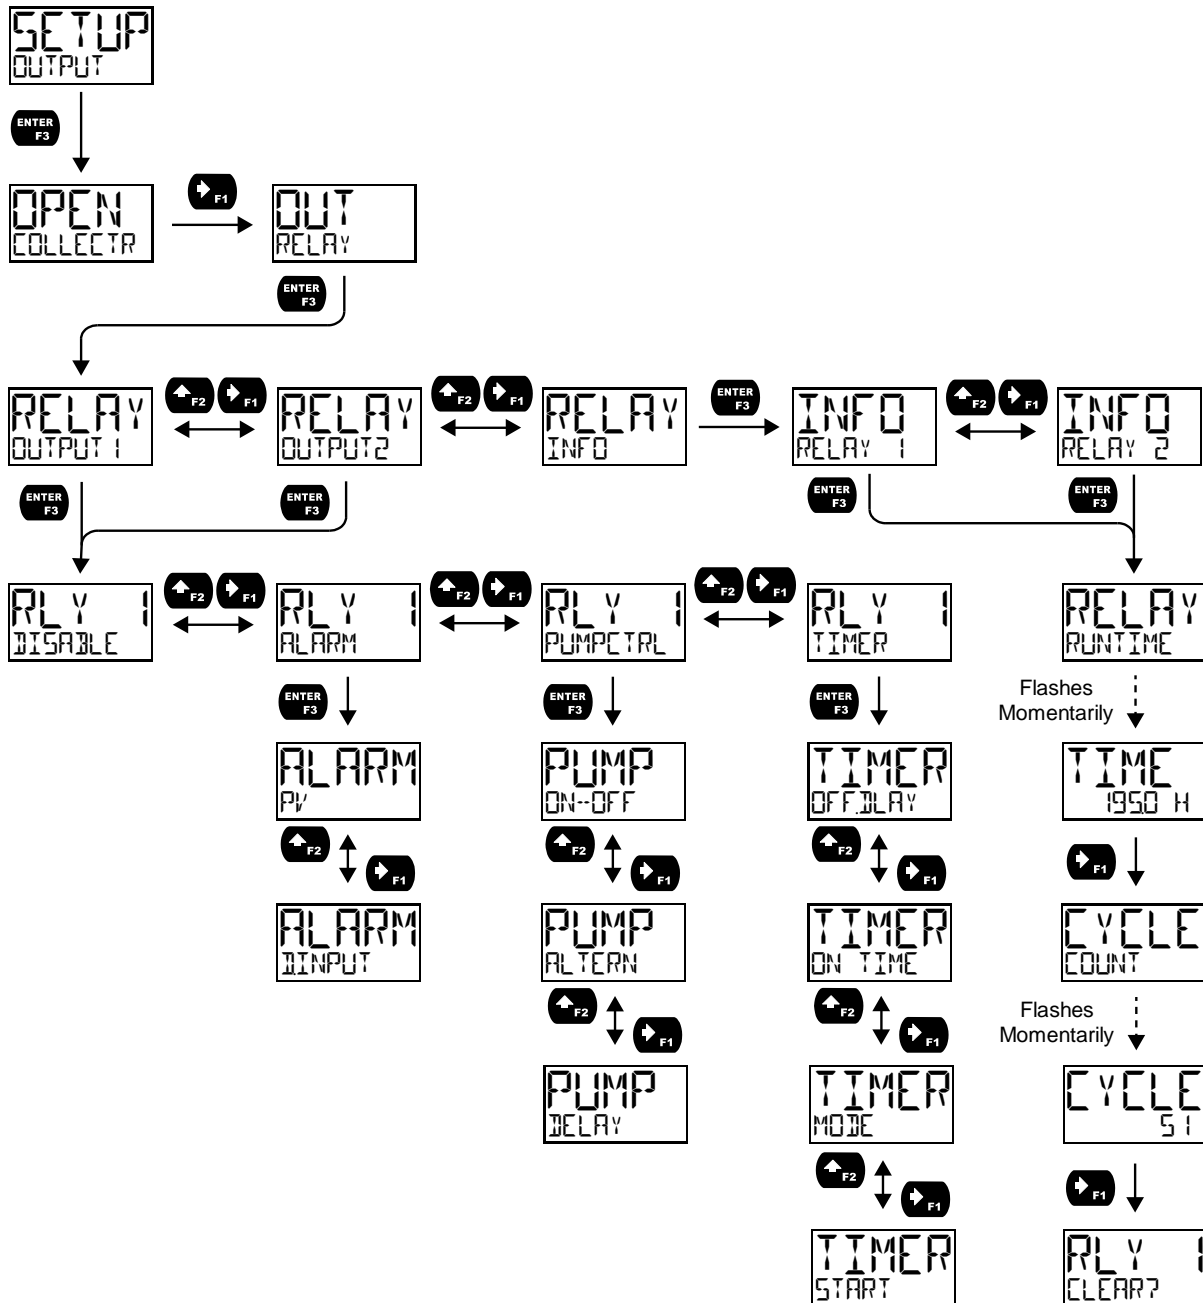 SETUP
OUTPUT
ENTER
F3
OPEN
COLLECTR
F1
OUT
RELAY
ENTER
F3
RELAY
OUTPUT1
F2
F1
RELAY
OUTPUT2
F2
F1
RELAY
INFO
ENTER
F3
INFO
RELAY 1
F2
F1
INFO
RELAY 2
ENTER
F3
ENTER
F3
ENTER
F3
ENTER
F3
RLY 1
DISABLE
F2
F1
RLY 1
ALARM
F2
F1
RLY 1
PUMPCTRL
F2
F1
RLY 1
TIMER
RELAY
RUNTIME
ENTER
F3
ENTER
F3
ENTER
F3
Flashes
Momentarily
ALARM
PV
PUMP
ON--OFF
TIMER
OFF.DLAY
TIME
195.0 H
F2
F1
F2
F1
F2
F1
F1
ALARM
D.INPUT
PUMP
ALTERN
TIMER
ON TIME
CYCLE
COUNT
F2
F1
F2
F1
Flashes
Momentarily
PUMP
DELAY
TIMER
MODE
CYCLE
51
F2
F1
F1
TIMER
START
RLY 1
CLEAR?